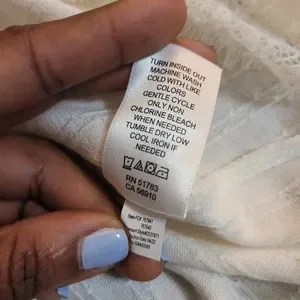 TURN INSIDE OUT
MACHINE WASH
COLD WITH LIKE
COLORS
GENTLE CYCLE
ONLY NON
CHLORINE BLEACH
WHEN NEEDED
TUMBLE DRY LOW
COOL IRON IF
NEEDED
RN 51783
CA 56910